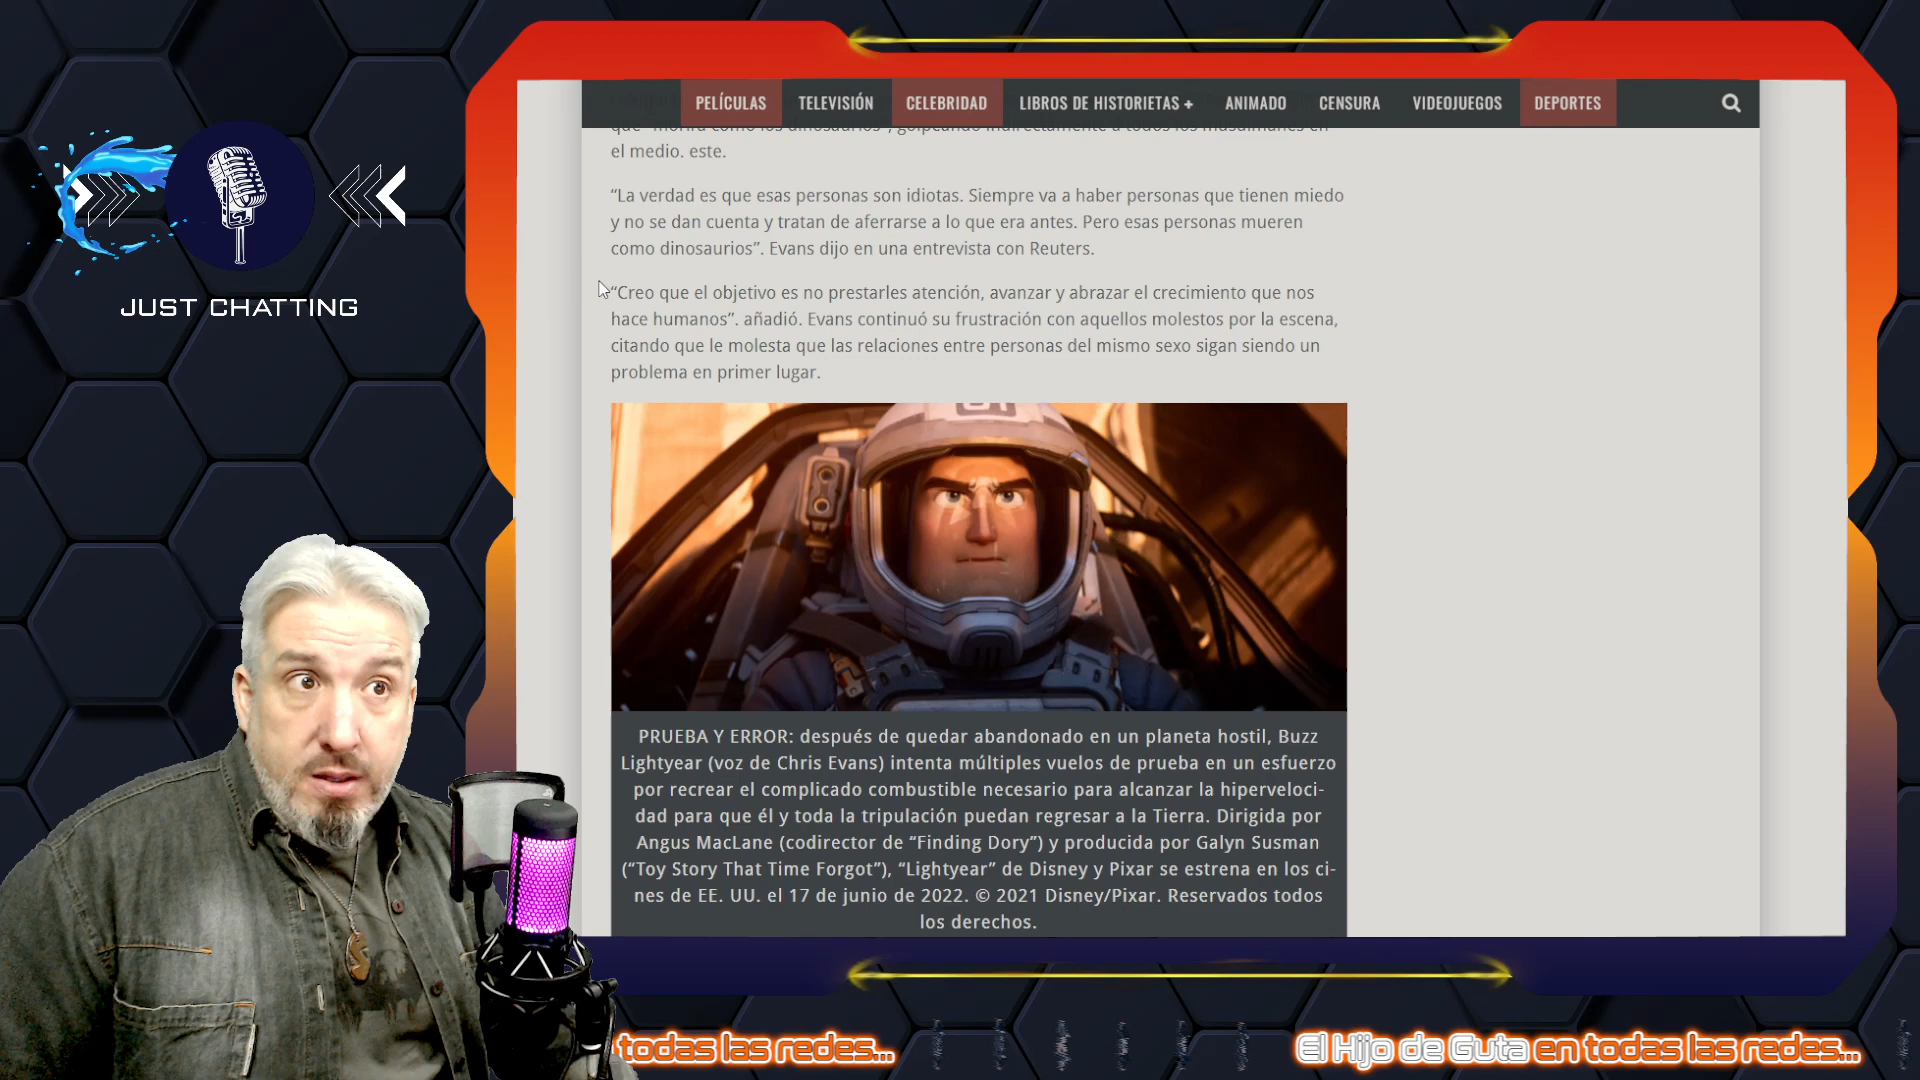 PELÍCULAS TELEVISIÓN CELEBRIDAD LIBROS DE HISTORIETAS + ANIMADO CENSURA VIDEOJUEGOS DEPORTES
que "morirá como los dinosaurios", golpeando indirectamente a todos los musulmanes en
el medio. este.
“La verdad es que esas personas son idiotas. Siempre va a haber personas que tienen miedo
y no se dan cuenta y tratan de aferrarse a lo que era antes. Pero esas personas mueren
como dinosaurios”. Evans dijo en una entrevista con Reuters.
“Creo que el objetivo es no prestarles atención, avanzar y abrazar el crecimiento que nos
hace humanos”. añadió. Evans continuó su frustración con aquellos molestos por la escena,
citando que le molesta que las relaciones entre personas del mismo sexo sigan siendo un
problema en primer lugar.
PRUEBA Y ERROR: después de quedar abandonado en un planeta hostil, Buzz
Lightyear (voz de Chris Evans) intenta múltiples vuelos de prueba en un esfuerzo
por recrear el complicado combustible necesario para alcanzar la hiperveloci-
dad para que él y toda la tripulación puedan regresar a la Tierra. Dirigida por
Angus MacLane (codirector de “Finding Dory”) y producida por Galyn Susman
(“Toy Story That Time Forgot”), “Lightyear” de Disney y Pixar se estrena en los ci-
nes de EE. UU. el 17 de junio de 2022. © 2021 Disney/Pixar. Reservados todos
los derechos.
JUST CHATTING
todas las redes...
El Hijo de Guta en todas las redes...